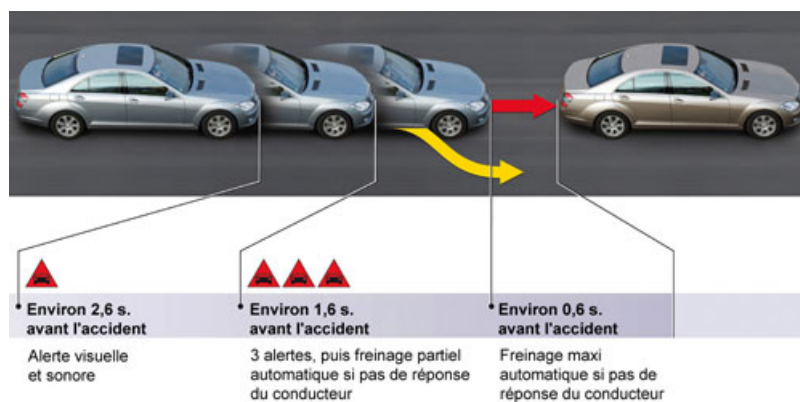 Environ 2,6 s.
avant l'accident
Alerte visuelle
et sonore
Environ 1,6 s.
avant l'accident
3 alertes, puis freinage partiel
automatique si pas de réponse
du conducteur
Environ 0,6 s.
avant l'accident
Freinage maxi
automatique si pas de
réponse du conducteur